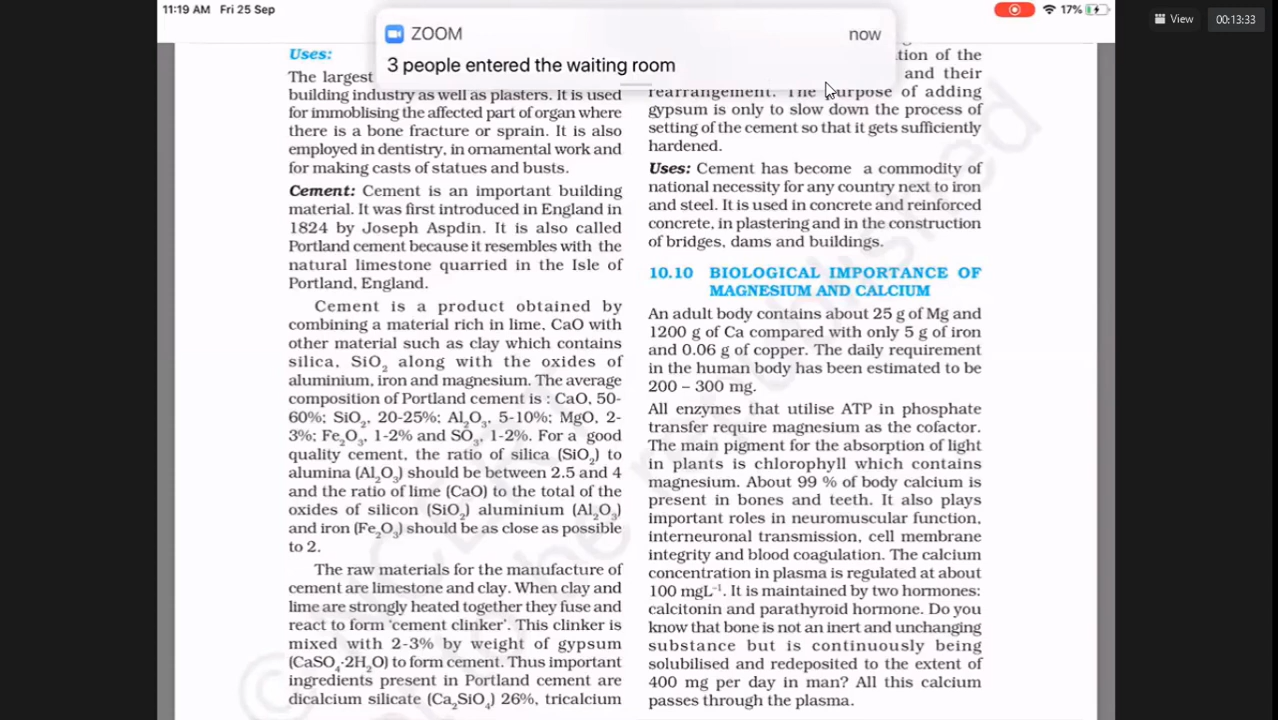 11:19 AM Fri 25 Sep
17%
View
00:13:33
ZOOM
now
3 people entered the waiting room
Uses:
The largest
building industry as well as plasters. It is used
for immoblising the affected part of organ where
there is a bone fracture or sprain. It is also
employed in dentistry, in ornamental work and
for making casts of statues and busts.
Cement: Cement is an important building
material. It was first introduced in England in
1824 by Joseph Aspdin. It is also called
Portland cement because it resembles with the
natural limestone quarried in the Isle of
Portland, England.
Cement is a product obtained by
combining a material rich in lime, CaO with
other material such as clay which contains
silica, SiO₂ along with the oxides of
aluminium, iron and magnesium. The average
composition of Portland cement is : CaO, 50-
60%; SiO₂, 20-25%; Al₂O₃, 5-10%; MgO, 2-
3%; Fe₂O₃, 1-2% and SO₃, 1-2%. For a good
quality cement, the ratio of silica (SiO₂) to
alumina (Al₂O₃) should be between 2.5 and 4
and the ratio of lime (CaO) to the total of the
oxides of silicon (SiO₂) aluminium (Al₂O₃)
and iron (Fe₂O₃) should be as close as possible
to 2.
The raw materials for the manufacture of
cement are limestone and clay. When clay and
lime are strongly heated together they fuse and
react to form 'cement clinker'. This clinker is
mixed with 2-3% by weight of gypsum
(CaSO₄·2H₂O) to form cement. Thus important
ingredients present in Portland cement are
dicalcium silicate (Ca₂SiO₄) 26%, tricalcium
tion of the
and their
rearrangement. The purpose of adding
gypsum is only to slow down the process of
setting of the cement so that it gets sufficiently
hardened.
Uses: Cement has become a commodity of
national necessity for any country next to iron
and steel. It is used in concrete and reinforced
concrete, in plastering and in the construction
of bridges, dams and buildings.
10.10 BIOLOGICAL IMPORTANCE OF
MAGNESIUM AND CALCIUM
An adult body contains about 25 g of Mg and
1200 g of Ca compared with only 5 g of iron
and 0.06 g of copper. The daily requirement
in the human body has been estimated to be
200 – 300 mg.
All enzymes that utilise ATP in phosphate
transfer require magnesium as the cofactor.
The main pigment for the absorption of light
in plants is chlorophyll which contains
magnesium. About 99 % of body calcium is
present in bones and teeth. It also plays
important roles in neuromuscular function,
interneuronal transmission, cell membrane
integrity and blood coagulation. The calcium
concentration in plasma is regulated at about
100 mgL⁻¹. It is maintained by two hormones:
calcitonin and parathyroid hormone. Do you
know that bone is not an inert and unchanging
substance but is continuously being
solubilised and redeposited to the extent of
400 mg per day in man? All this calcium
passes through the plasma.